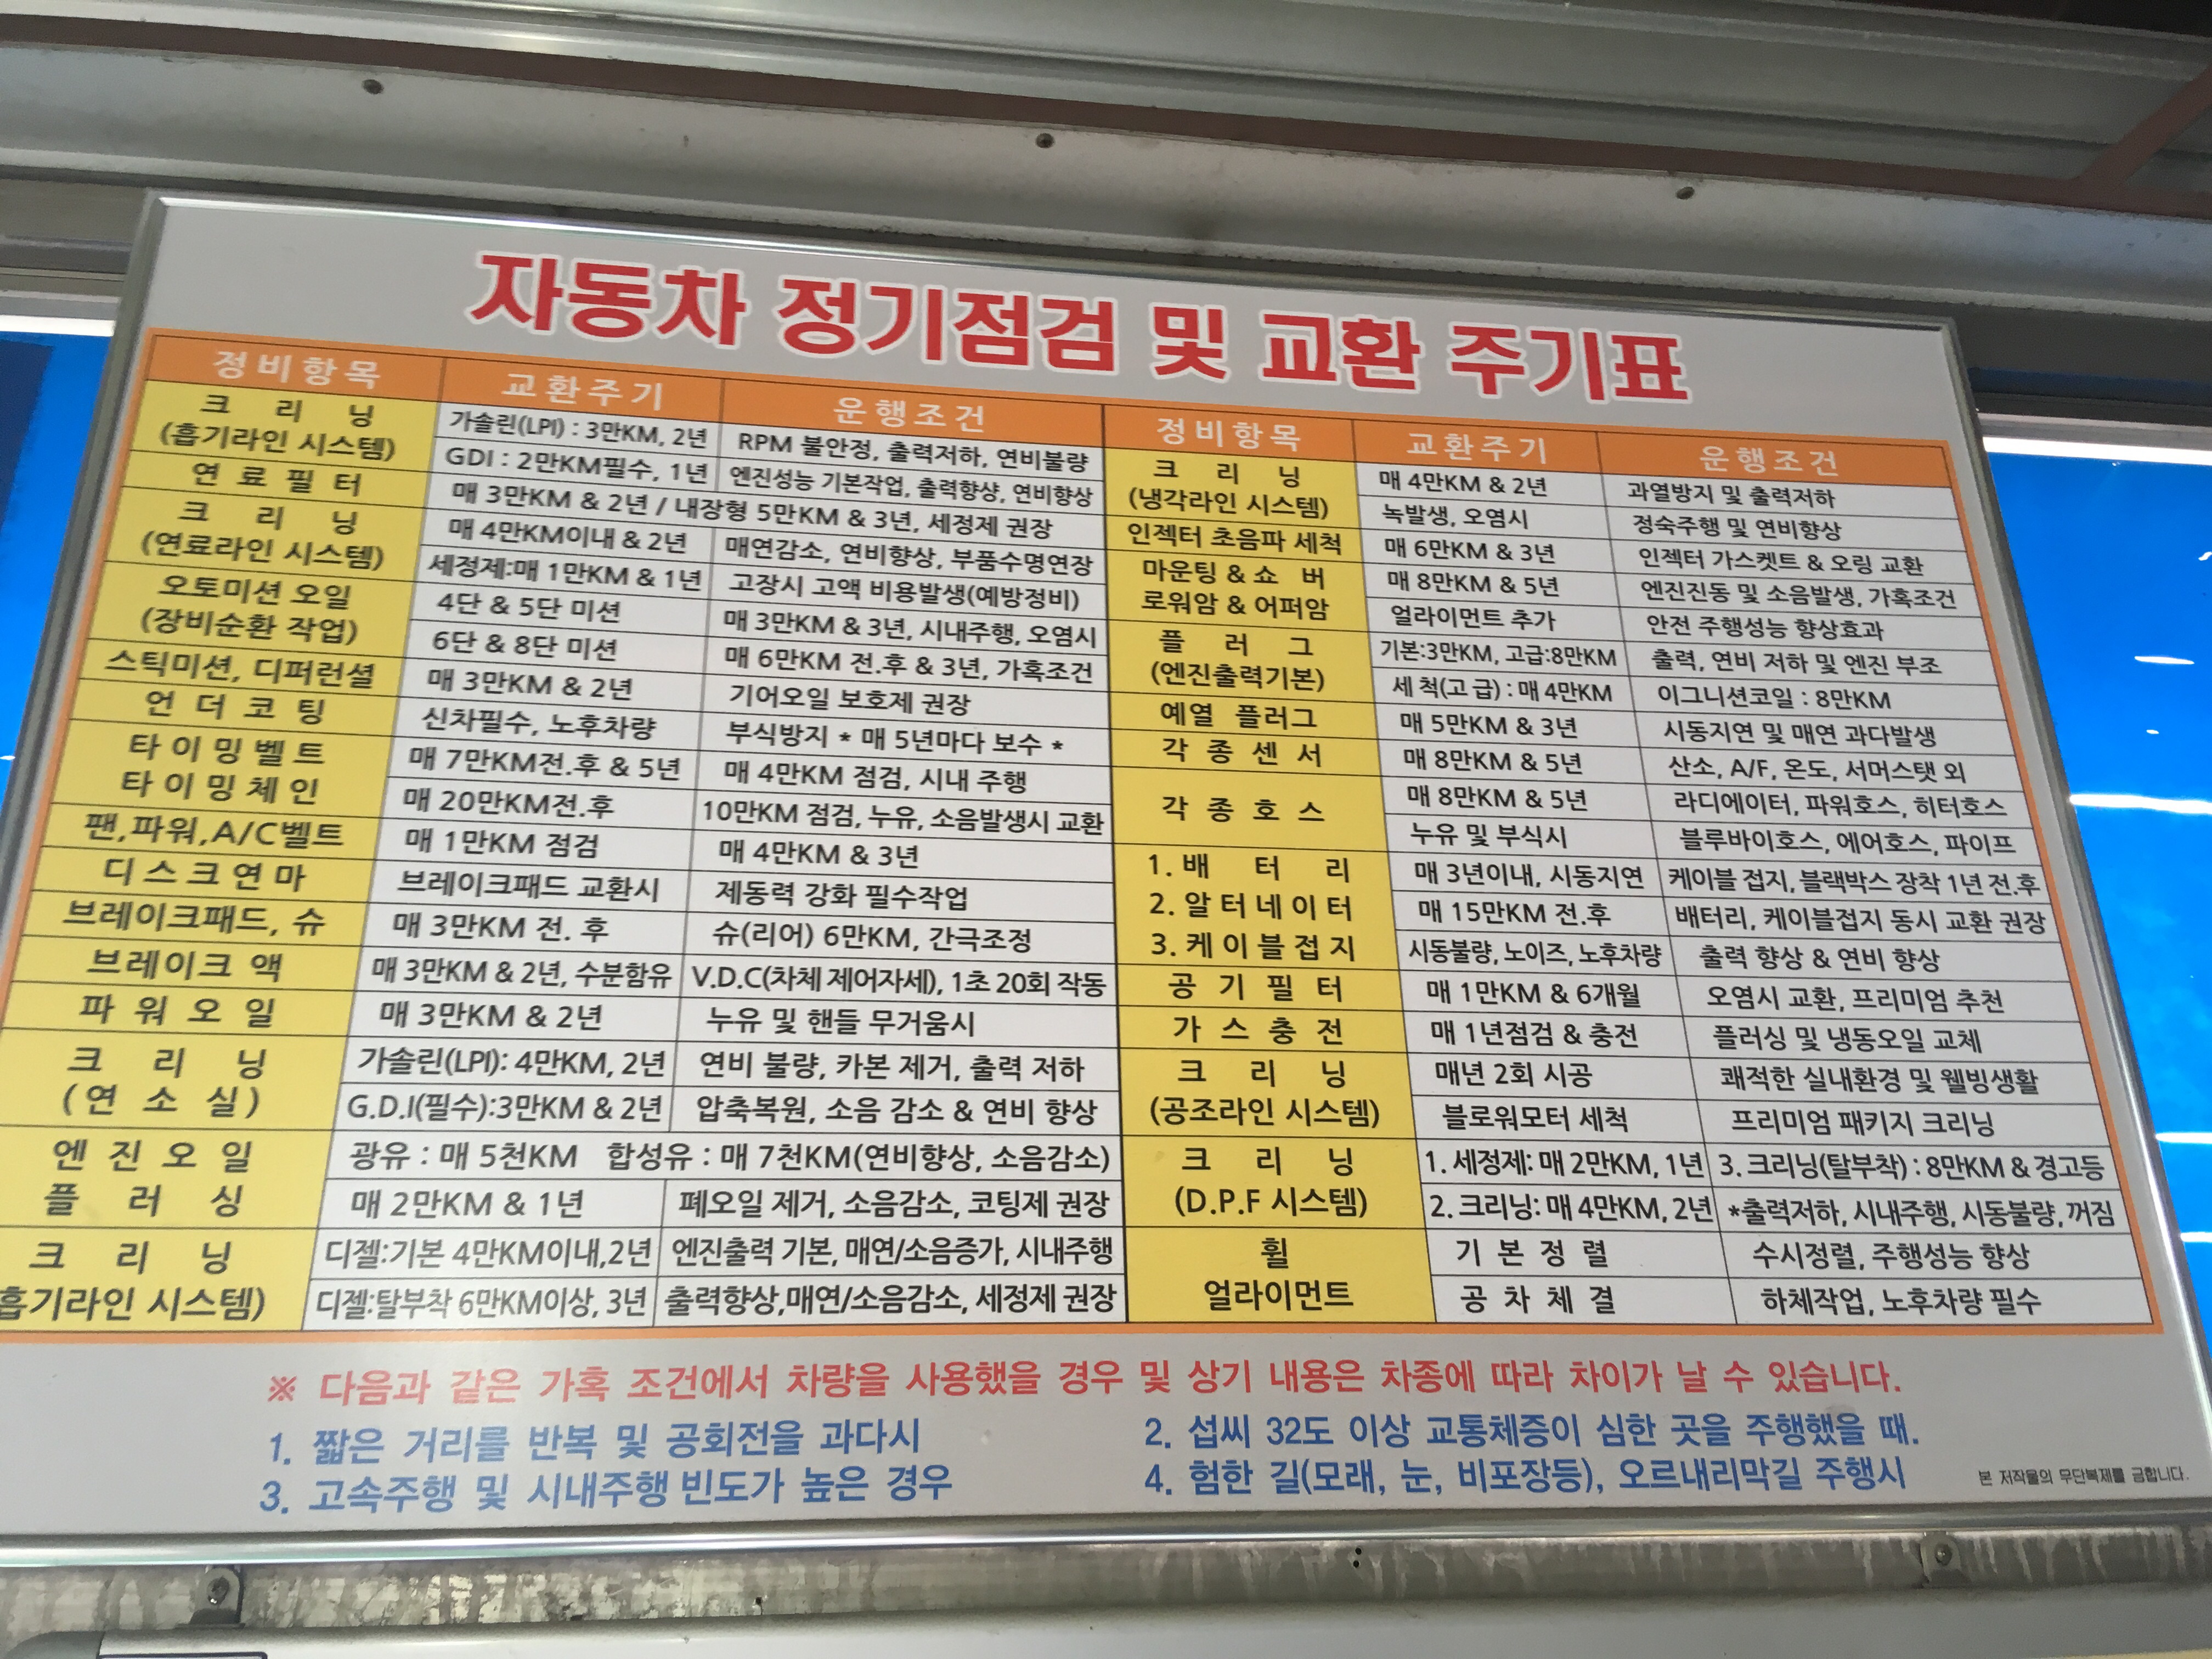 자동차 정기점검 및 교환 주기표
정비항목 교환주기 운행조건
크 리 닝 (흡기라인 시스템)
가솔린(LPI) : 3만KM, 2년 RPM 불안정, 출력저하, 연비불량
GDI : 2만KM필수, 1년 엔진성능 기본작업, 출력향상, 연비향상
연 료 필 터 매 3만KM & 2년 / 내장형 5만KM & 3년, 세정제 권장
크 리 닝 (연료라인 시스템)
매 4만KM이내 & 2년 매연감소, 연비향상, 부품수명연장
세정제:매 1만KM & 1년 고장시 고액 비용발생(예방정비)
오토미션 오일 (장비순환 작업)
4단 & 5단 미션 매 3만KM & 3년, 시내주행, 오염시
6단 & 8단 미션 매 6만KM 전.후 & 3년, 가혹조건
스틱미션, 디퍼런셜 매 3만KM & 2년 기어오일 보호제 권장
언 더 코 팅 신차필수, 노후차량 부식방지 * 매 5년마다 보수 *
타 이 밍 벨 트 매 7만KM전.후 & 5년 매 4만KM 점검, 시내 주행
타 이 밍 체 인 매 20만KM전.후 10만KM 점검, 누유, 소음발생시 교환
팬,파워,A/C벨트 매 1만KM 점검 매 4만KM & 3년
디 스 크 연 마 브레이크패드 교환시 제동력 강화 필수작업
브레이크패드, 슈 매 3만KM 전. 후 슈(리어) 6만KM, 간극조정
브레이크 액 매 3만KM & 2년, 수분함유 V.D.C(차체 제어자세), 1초 20회 작동
파 워 오 일 매 3만KM & 2년 누유 및 핸들 무거움시
크 리 닝 (연 소 실)
가솔린(LPI): 4만KM, 2년 연비 불량, 카본 제거, 출력 저하
G.D.I(필수):3만KM & 2년 압축복원, 소음 감소 & 연비 향상
엔 진 오 일 광유 : 매 5천KM 합성유 : 매 7천KM(연비향상, 소음감소)
플 러 싱 매 2만KM & 1년 폐오일 제거, 소음감소, 코팅제 권장
크 리 닝 흡기라인 시스템)
디젤:기본 4만KM이내,2년 엔진출력 기본, 매연/소음증가, 시내주행
디젤:탈부착 6만KM이상, 3년 출력향상,매연/소음감소, 세정제 권장
정비항목 교환주기 운행조건
크 리 닝 (냉각라인 시스템)
매 4만KM & 2년 과열방지 및 출력저하
녹발생, 오염시 정숙주행 및 연비향상
인젝터 초음파 세척 매 6만KM & 3년 인젝터 가스켓트 & 오링 교환
마운팅 & 쇼 버 매 8만KM & 5년 엔진진동 및 소음발생, 가혹조건
로워암 & 어퍼암 얼라이먼트 추가 안전 주행성능 향상효과
플 러 그 (엔진출력기본)
기본:3만KM, 고급:8만KM 출력, 연비 저하 및 엔진 부조
세 척(고 급) : 매 4만KM 이그니션코일 : 8만KM
예열 플러그 매 5만KM & 3년 시동지연 및 매연 과다발생
각 종 센 서 매 8만KM & 5년 산소, A/F, 온도, 서머스탯 외
각 종 호 스
매 8만KM & 5년 라디에이터, 파워호스, 히터호스
누유 및 부식시 블루바이호스, 에어호스, 파이프
1. 배 터 리 매 3년이내, 시동지연 케이블 접지, 블랙박스 장착 1년 전.후
2. 알 터 네 이 터 매 15만KM 전.후 배터리, 케이블접지 동시 교환 권장
3. 케 이 블 접 지 시동불량, 노이즈, 노후차량 출력 향상 & 연비 향상
공 기 필 터 매 1만KM & 6개월 오염시 교환, 프리미엄 추천
가 스 충 전 매 1년점검 & 충전 플러싱 및 냉동오일 교체
크 리 닝 (공조라인 시스템)
매년 2회 시공 쾌적한 실내환경 및 웰빙생활
블로워모터 세척 프리미엄 패키지 크리닝
크 리 닝 (D.P.F 시스템)
1. 세정제: 매 2만KM, 1년 3. 크리닝(탈부착) : 8만KM & 경고등
2. 크리닝: 매 4만KM, 2년 *출력저하, 시내주행, 시동불량,꺼짐
휠 얼라이먼트
기 본 정 렬 수시정렬, 주행성능 향상
공 차 체 결 하체작업, 노후차량 필수
※ 다음과 같은 가혹 조건에서 차량을 사용했을 경우 및 상기 내용은 차종에 따라 차이가 날 수 있습니다.
1. 짧은 거리를 반복 및 공회전을 과다시
2. 섭씨 32도 이상 교통체증이 심한 곳을 주행했을 때.
3. 고속주행 및 시내주행 빈도가 높은 경우
4. 험한 길(모래, 눈, 비포장등), 오르내리막길 주행시
본 저작물의 무단복제를 금합니다.